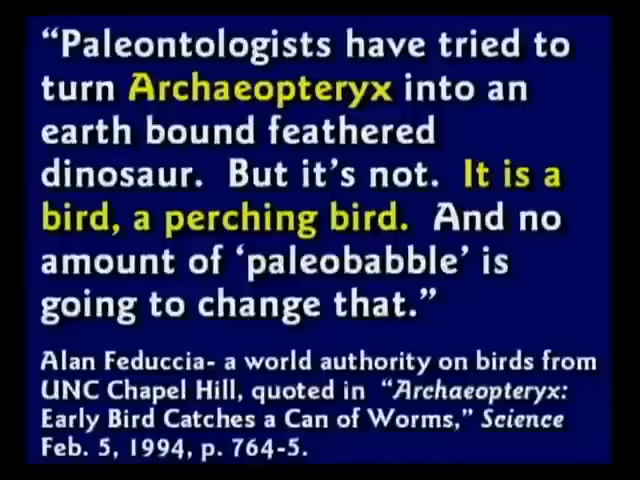 “Paleontologists have tried to
turn Archaeopteryx into an
earth bound feathered
dinosaur.  But it’s not.  It is a
bird, a perching bird.  And no
amount of ‘paleobabble’ is
going to change that.”
Alan Feduccia- a world authority on birds from
UNC Chapel Hill, quoted in  “Archaeopteryx:
Early Bird Catches a Can of Worms,” Science
Feb. 5, 1994, p. 764-5.